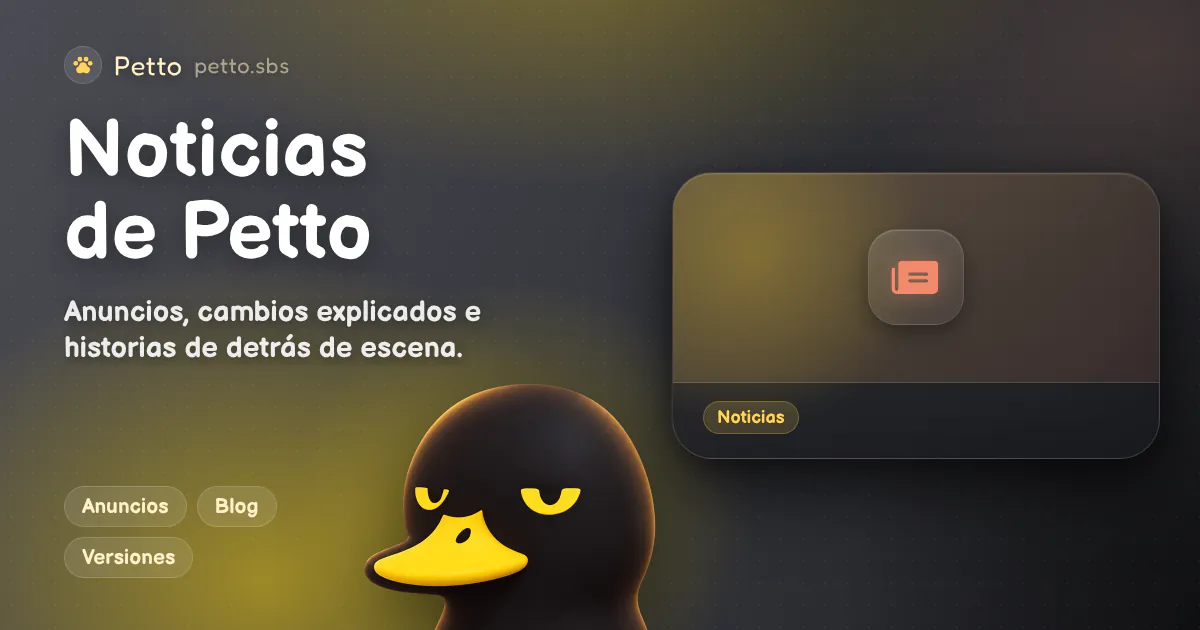 Petto petto.sbs
Noticias
de Petto
Anuncios, cambios explicados e
historias de detrás de escena.
Noticias
Anuncios Blog
Versiones